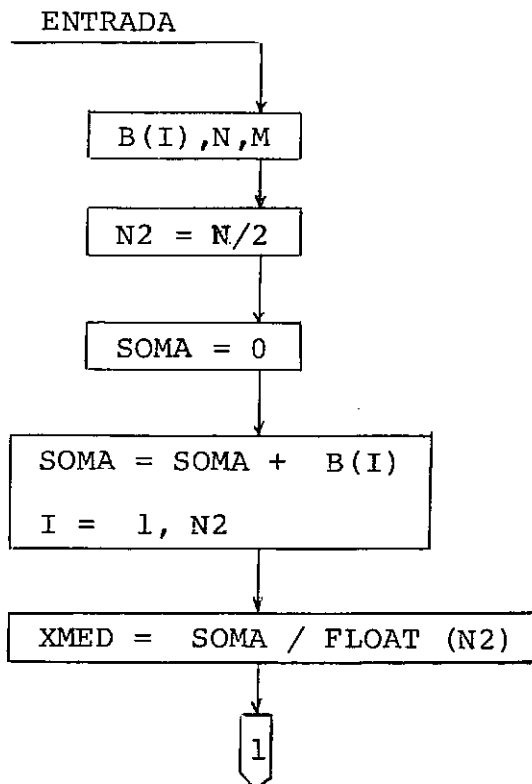 ENTRADA
B(I),N,M
N2 = N/2
SOMA = 0
SOMA = SOMA + B(I)
I = 1, N2
XMED = SOMA / FLOAT (N2)
1